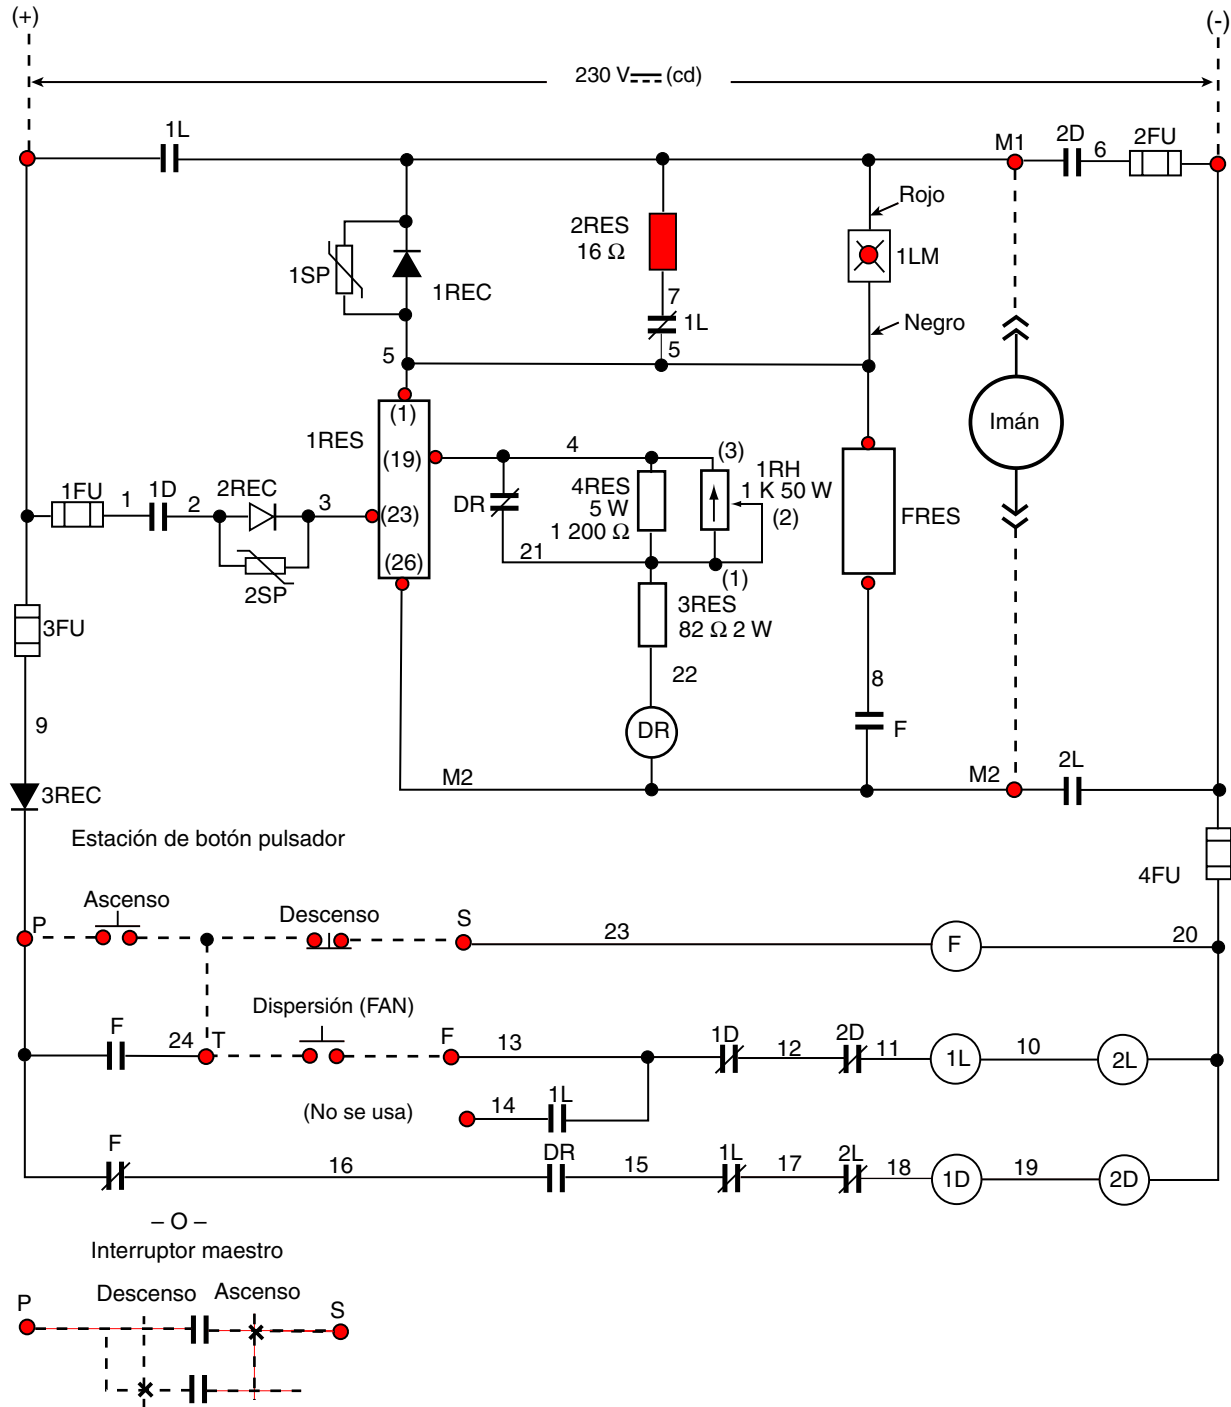 (+)
(-)
230 V (cd)
1L
M1
2D
6
2FU
Rojo
2RES
16 Ω
1LM
1SP
1REC
7
1L
Negro
5
5
(1)
Imán
1RES
4
(3)
(19)
1RH
1FU
1
1D
2
2REC
3
DR
4RES
5 W
1 200 Ω
1 K 50 W
(2)
(23)
FRES
21
(26)
(1)
2SP
3RES
82 Ω 2 W
3FU
22
8
9
DR
F
M2
M2
2L
3REC
Estación de botón pulsador
4FU
Ascenso
Descenso
P
S
23
F
20
Dispersión (FAN)
F
24
T
F
13
1D
12
2D
11
1L
10
2L
(No se usa)
14
1L
F
16
DR
15
1L
17
2L
18
1D
19
2D
– O –
Interruptor maestro
Descenso
Ascenso
P
S